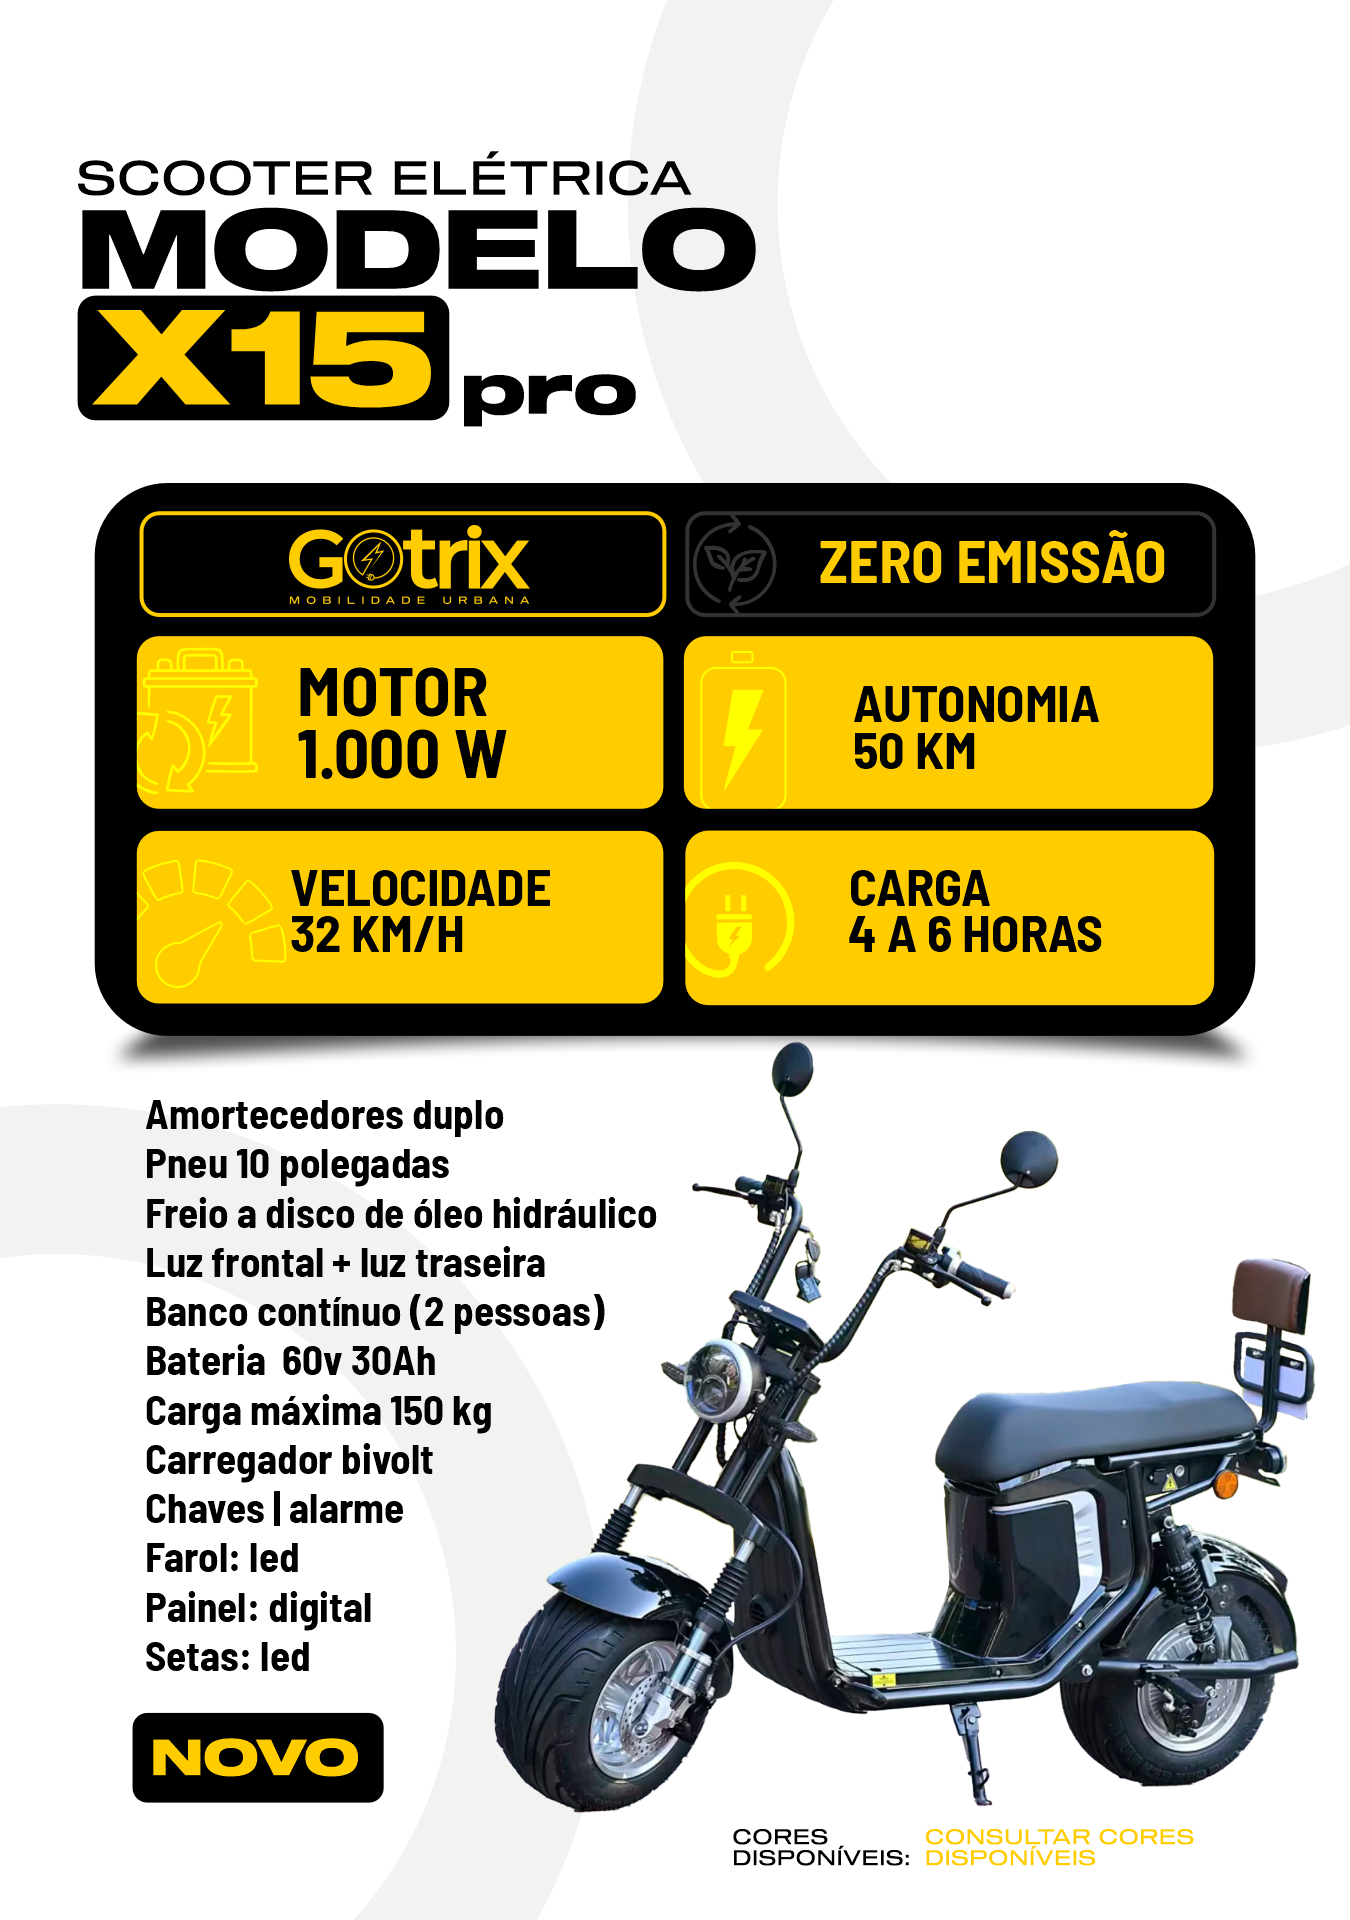 SCOOTER ELÉTRICA
MODELO
X15 pro
Gotrix
MOBILIDADE URBANA
ZERO EMISSÃO
MOTOR
1.000 W
AUTONOMIA
50 KM
VELOCIDADE
32 KM/H
CARGA
4 A 6 HORAS
Amortecedores duplo
Pneu 10 polegadas
Freio a disco de óleo hidráulico
Luz frontal + luz traseira
Banco contínuo (2 pessoas)
Bateria  60v 30Ah
Carga máxima 150 kg
Carregador bivolt
Chaves | alarme
Farol: led
Painel: digital
Setas: led
NOVO
CORES
DISPONÍVEIS:
CONSULTAR CORES
DISPONÍVEIS